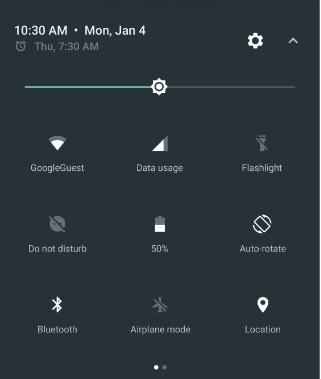 10:30 AM • Mon, Jan 4
Thu, 7:30 AM
GoogleGuest Data usage Flashlight
Do not disturb 50% Auto-rotate
Bluetooth Airplane mode Location